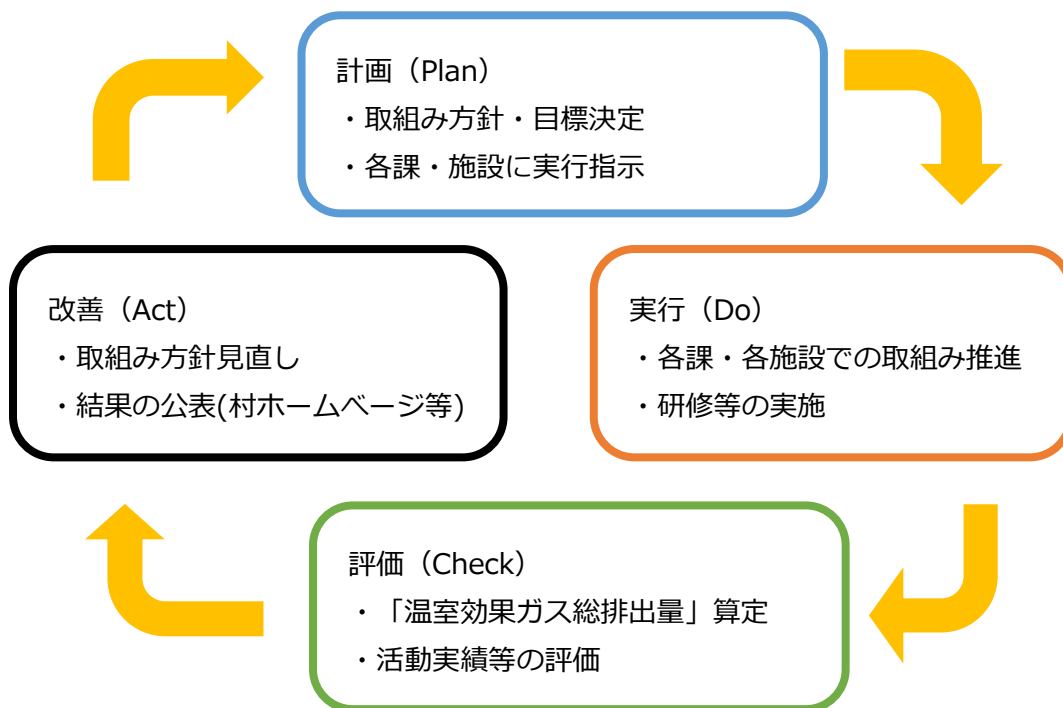 計画（Plan）
・取組み方針・目標決定
・各課・施設に実行指示
改善（Act）
・取組み方針見直し
・結果の公表(村ホームページ等)
実行（Do）
・各課・各施設での取組み推進
・研修等の実施
評価（Check）
・「温室効果ガス総排出量」算定
・活動実績等の評価